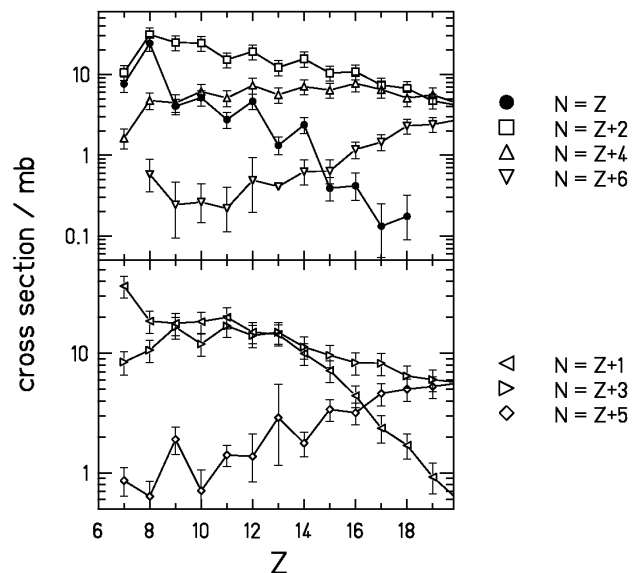 cross section / mb
10
1
0.1
10
1
6
8
10
12
14
16
18
Z
N = Z
N = Z+2
N = Z+4
N = Z+6
N = Z+1
N = Z+3
N = Z+5